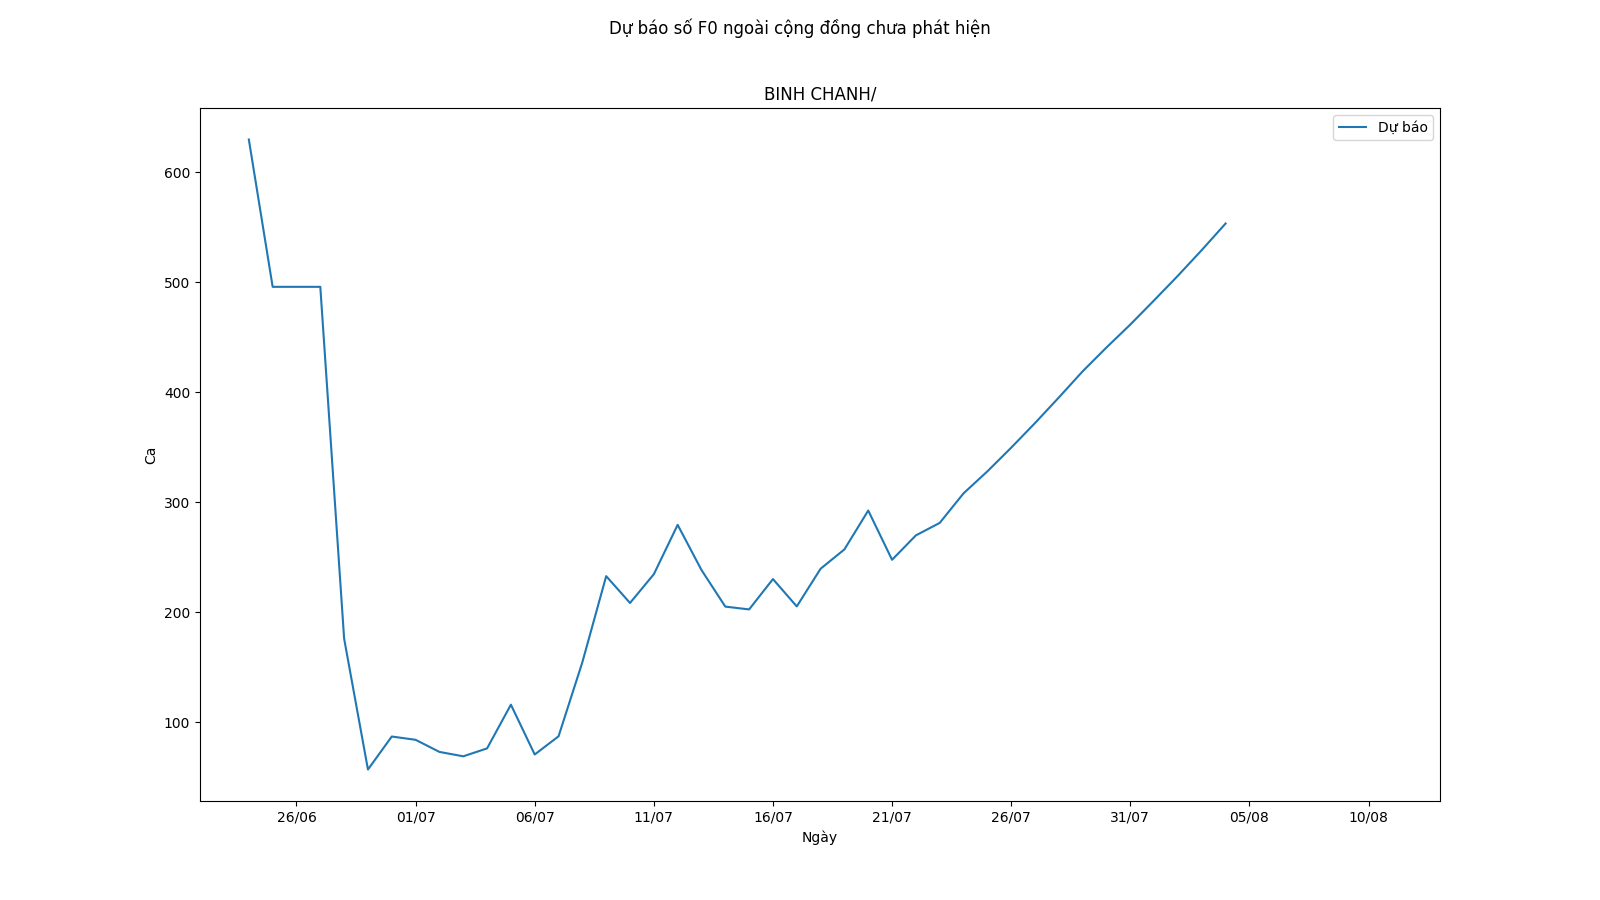 Dự báo số F0 ngoài cộng đồng chưa phát hiện
BINH CHANH/
Dự báo
600
500
400
300
200
100
Ca
26/06 01/07 06/07 11/07 16/07 21/07 26/07 31/07 05/08 10/08
Ngày